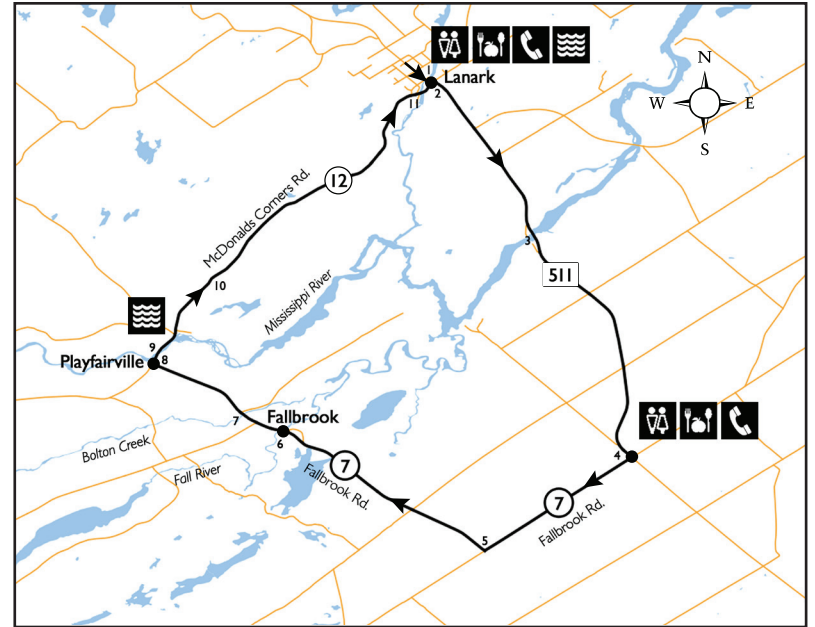 1
Lanark
2
11
N
W
E
S
12
McDonalds Corners Rd.
3
511
10
Mississippi River
9
Playfairville
8
Fallbrook
7
6
Bolton Creek
Fall River
7
Fallbrook Rd.
4
7
Fallbrook Rd.
5